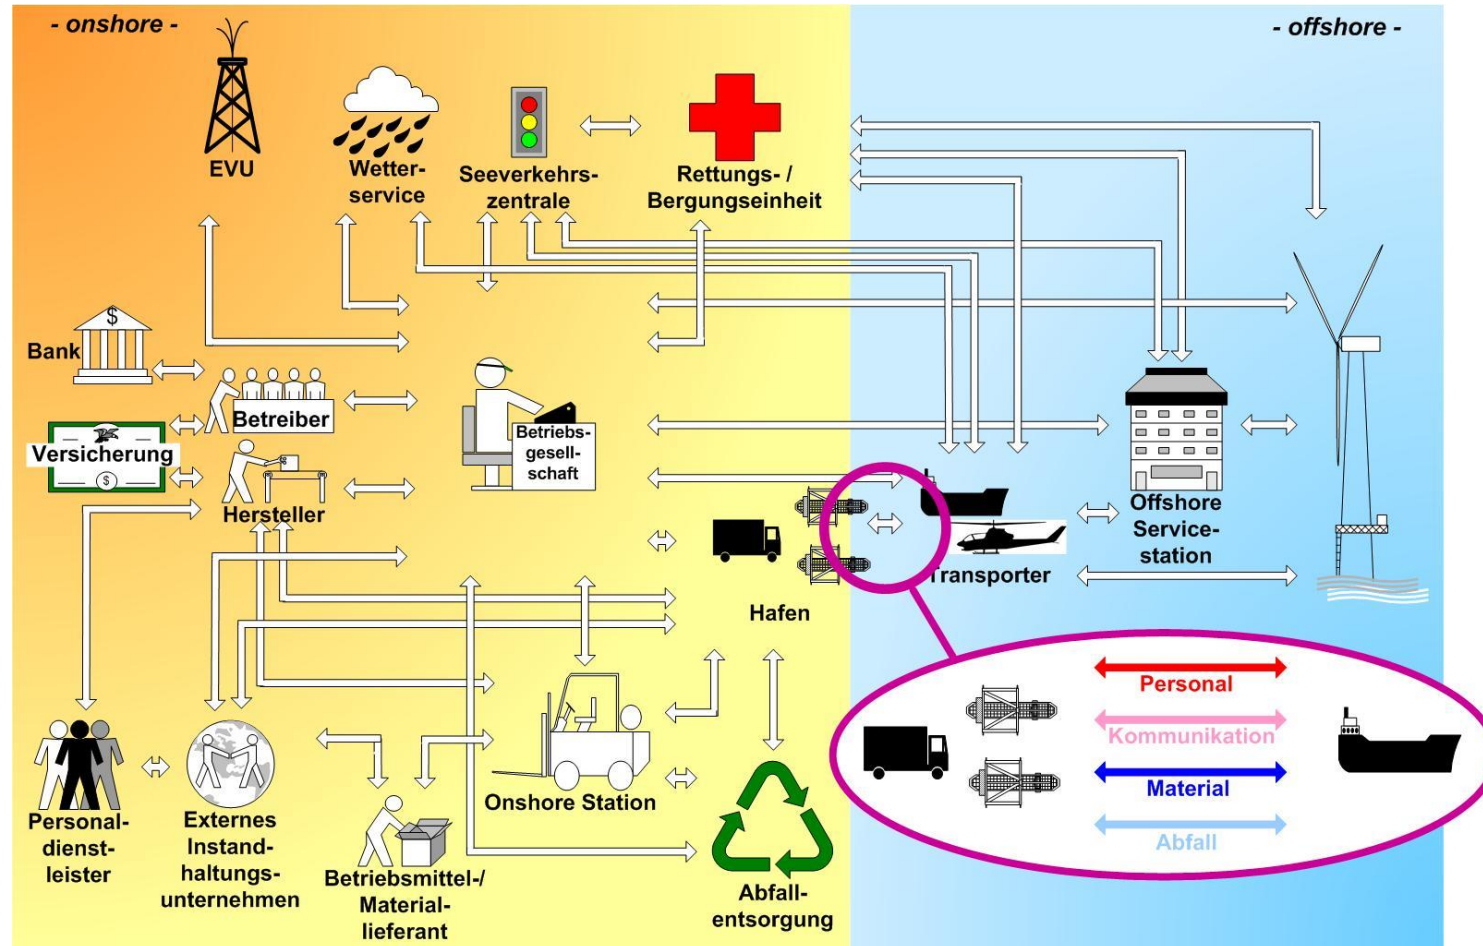 - onshore -
- offshore -
EVU
Wetter-
service
Seeverkehrs-
zentrale
Rettungs- /
Bergungseinheit
$
Bank
Betreiber
Versicherung
$
Hersteller
Betriebs-
gesell-
schaft
Hafen
Transporter
Offshore
Service-
station
Personal
Kommunikation
Material
Abfall
Personal-
dienst-
leister
Externes
Instand-
haltungs-
unternehmen
Betriebsmittel-/
Material-
lieferant
Onshore Station
Abfall-
entsorgung